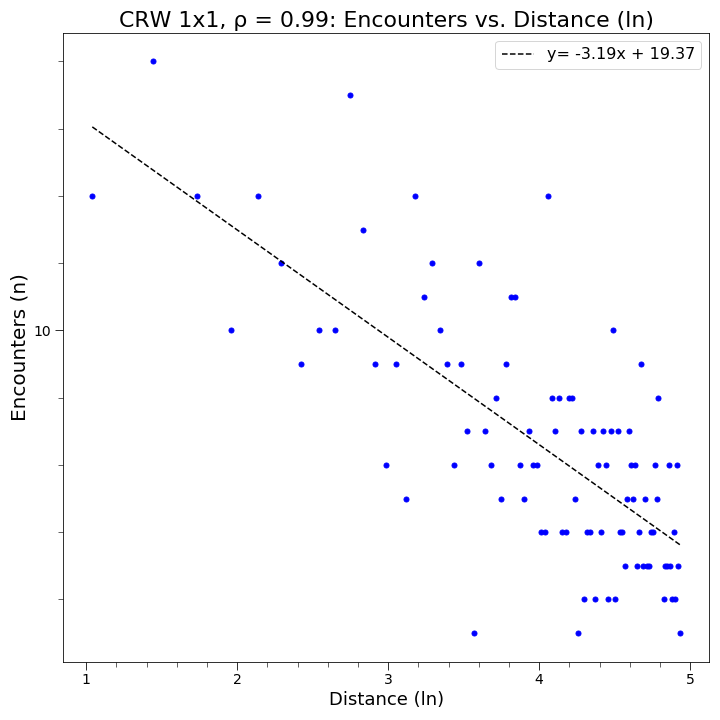 CRW 1x1, ρ = 0.99: Encounters vs. Distance (ln)
y= -3.19x + 19.37
Encounters (n)
10
1 2 3 4 5
Distance (ln)